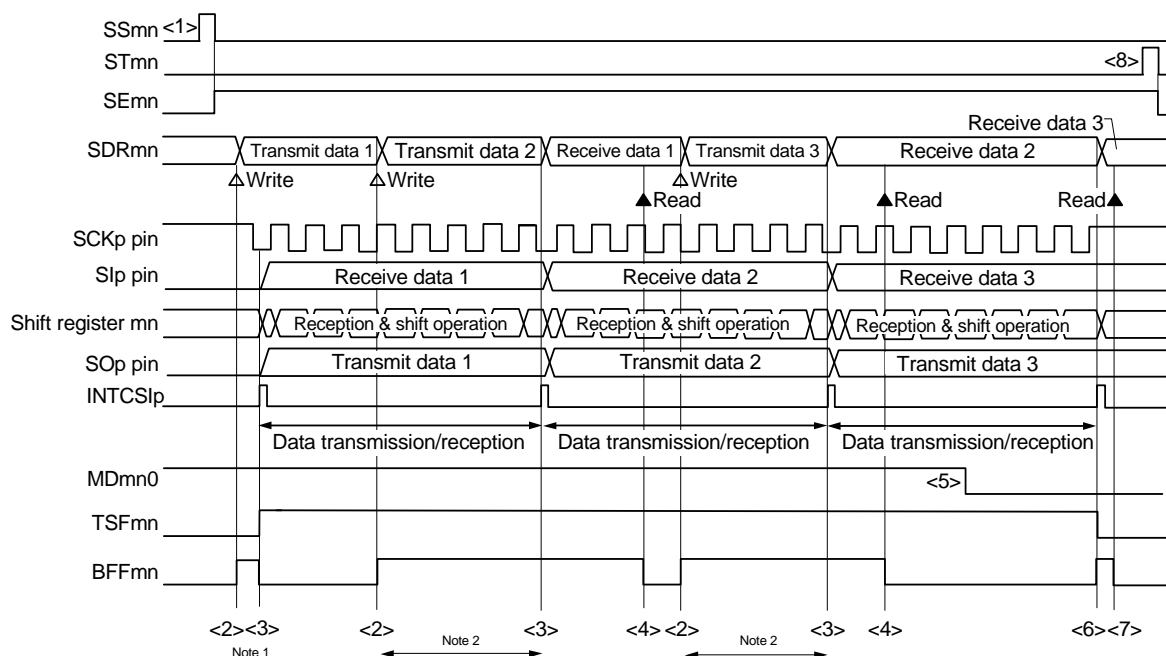 SSmn <1>
STmn <8>
SEmn
Receive data 3
SDRmn Transmit data 1 Transmit data 2 Receive data 1 Transmit data 3 Receive data 2
Write Write Write
Read Read Read
SCKp pin
SIp pin Receive data 1 Receive data 2 Receive data 3
Shift register mn Reception & shift operation Reception & shift operation Reception & shift operation
SOp pin Transmit data 1 Transmit data 2 Transmit data 3
INTCSIp
Data transmission/reception Data transmission/reception Data transmission/reception
MDmn0 <5>
TSFmn
BFFmn
<2> <3> <2> <3> <4> <2> <3> <4> <6> <7>
Note 1 Note 2 Note 2